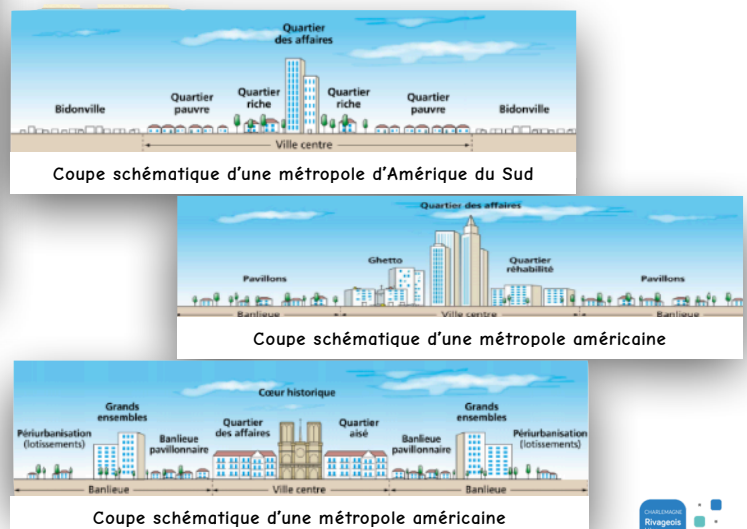 Quartier
des affaires
Bidonville
Quartier
pauvre
Quartier
riche
Quartier
riche
Quartier
pauvre
Bidonville
Ville centre
Coupe schématique d'une métropole d'Amérique du Sud
Quartier des affaires
Pavillons
Ghetto
Quartier
réhabilité
Pavillons
Banlieue
Ville centre
Banlieue
Coupe schématique d'une métropole américaine
Périurbanisation
(lotissements)
Grands
ensembles
Banlieue
pavillonnaire
Quartier
des affaires
Cœur historique
Quartier
aisé
Banlieue
pavillonnaire
Grands
ensembles
Périurbanisation
(lotissements)
Banlieue
Ville centre
Banlieue
Coupe schématique d'une métropole américaine
CHARLEMAGNE
Rivageois